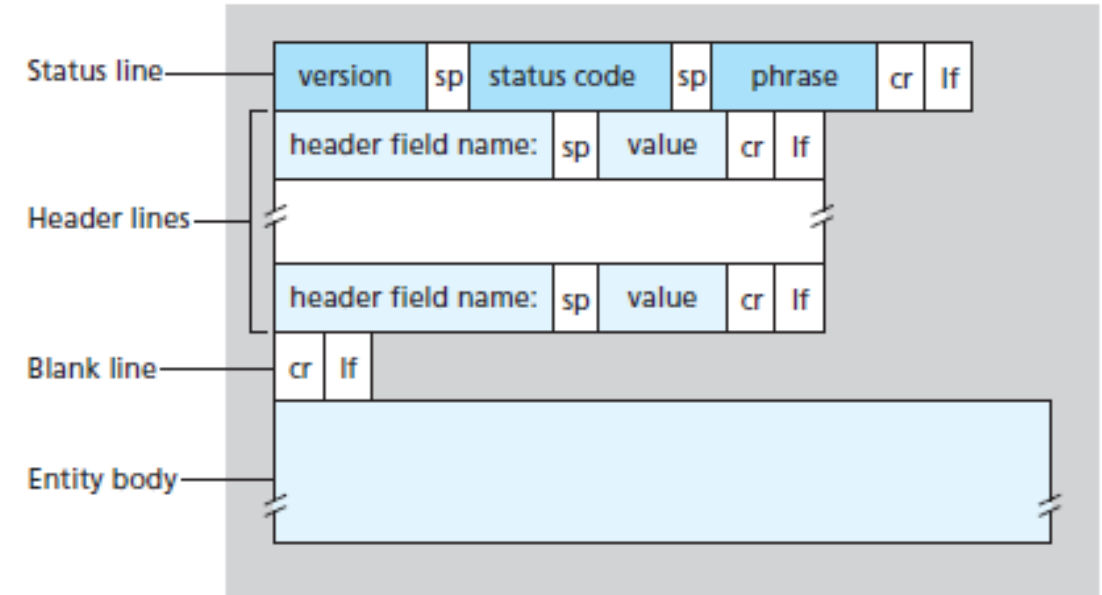 Status line version sp status code sp phrase cr lf
header field name: sp value cr lf
Header lines
header field name: sp value cr lf
Blank line cr lf
Entity body